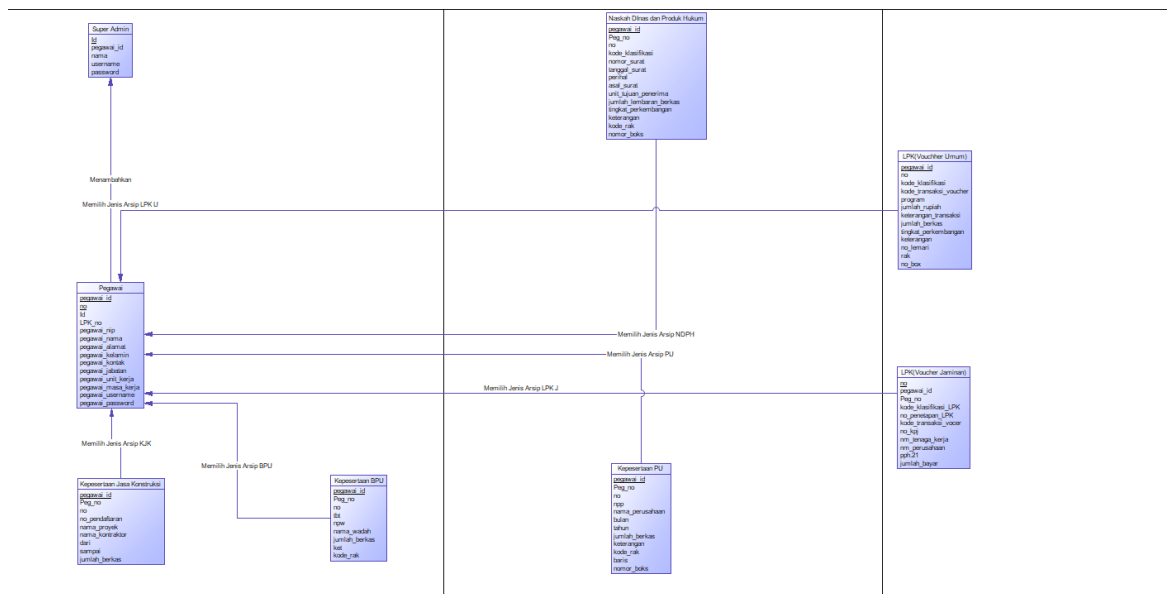 Super Admin
Id
pegawai_id
nama
username
password
Naskah DInas dan Produk Hukum
pegawai_id
Peg_no
no
kode_klasifikasi
nomor_surat
tanggal_surat
perihal
asal_surat
unit_tujuan_penerima
jumlah_lembaran_berkas
tingkat_perkembangan
keterangan
kode_rak
nomor_boks
LPK(Vouchher Umum)
pegawai_id
no
kode_klasifikasi
kode_transaksi_voucher
program
jumlah_rupiah
keterangan_transaksi
jumlah_berkas
tingkat_perkembangan
keterangan
no_lemari
rak
no_box
Menambahkan
Memilih Jenis Arsip LPK U
Pegawai
pegawai_id
no
Id
LPK_no
pegawai_nip
pegawai_nama
pegawai_alamat
pegawai_kelamin
pegawai_kontak
pegawai_jabatan
pegawai_unit_kerja
pegawai_masa_kerja
pegawai_username
pegawai_password
Memilih Jenis Arsip NDPH
Memilih Jenis Arsip PU
Memilih Jenis Arsip LPK J
LPK(Voucher Jaminan)
no
pegawai_id
Peg_no
kode_klasifikasi_LPK
no_penetapan_LPK
kode_transaksi_vocer
no_kpj
nm_tenaga_kerja
nm_perusahaan
pph.21
jumlah_bayar
Memilih Jenis Arsip KJK
Memilih Jenis Arsip BPU
Kepesertaan Jasa Konstruksi
pegawai_id
Peg_no
no
no_pendaftaran
nama_proyek
nama_kontraktor
dari
sampai
jumlah_berkas
Kepesertaan BPU
pegawai_id
Peg_no
no
tbt
npw
nama_wadah
jumlah_berkas
ket
kode_rak
Kepesertaan PU
pegawai_id
Peg_no
no
npp
nama_perusahaan
bulan
tahun
jumlah_berkas
keterangan
kode_rak
baris
nomor_boks